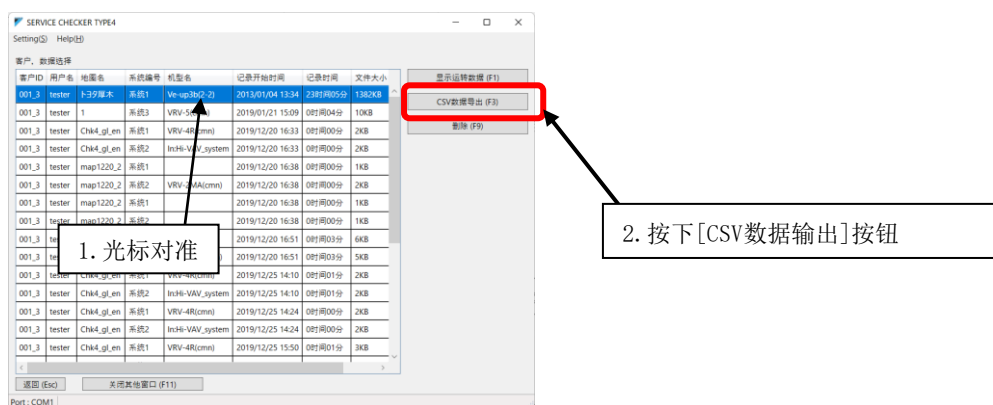 SERVICE CHECKER TYPE4
Setting(S) Help(H)
客户、数据选择
客户ID 用户名 地圖名 系统编号 机型名 记录开始时间 记录时间 文件大小
001_3 tester ﾄﾖﾀ厚木 系统1 Ve-up3b(2-2) 2013/01/04 13:34 23时间05分 1382KB
001_3 tester 1 系统3 2019/01/21 15:09 0时间04分 10KB
001_3 tester Chk4_gl_en 系统1 VRV-4R(cmn) 2019/12/20 16:33 0时间00分 2KB
001_3 tester Chk4_gl_en 系统2 In:Hi-VAV_system 2019/12/20 16:33 0时间00分 2KB
001_3 tester map1220_2 系统1 2019/12/20 16:38 0时间00分 1KB
001_3 tester map1220_2 系统2 2019/12/20 16:38 0时间00分 2KB
001_3 tester map1220_2 系统1 2019/12/20 16:38 0时间00分 1KB
001_3 tester map1220_2 系统2 2019/12/20 16:38 0时间00分 1KB
001_3 2019/12/20 16:51 0时间03分 6KB
001_3 2019/12/20 16:51 0时间03分 5KB
001_3 tester Chk4_gl_en 系统1 VRV-4R(cmn) 2019/12/25 14:10 0时间01分 2KB
001_3 tester Chk4_gl_en 系统2 In:Hi-VAV_system 2019/12/25 14:10 0时间01分 2KB
001_3 tester Chk4_gl_en 系统1 VRV-4R(cmn) 2019/12/25 14:24 0时间00分 2KB
001_3 tester Chk4_gl_en 系统2 In:Hi-VAV_system 2019/12/25 14:24 0时间00分 2KB
001_3 tester Chk4_gl_en 系统1 VRV-4R(cmn) 2019/12/25 15:50 0时间01分 3KB
显示运转数据 (F1)
CSV数据导出 (F3)
删除 (F9)
1.光标对准
2.按下[CSV数据输出]按钮
返回 (Esc) 关闭其他窗口 (F11)
Port : COM1